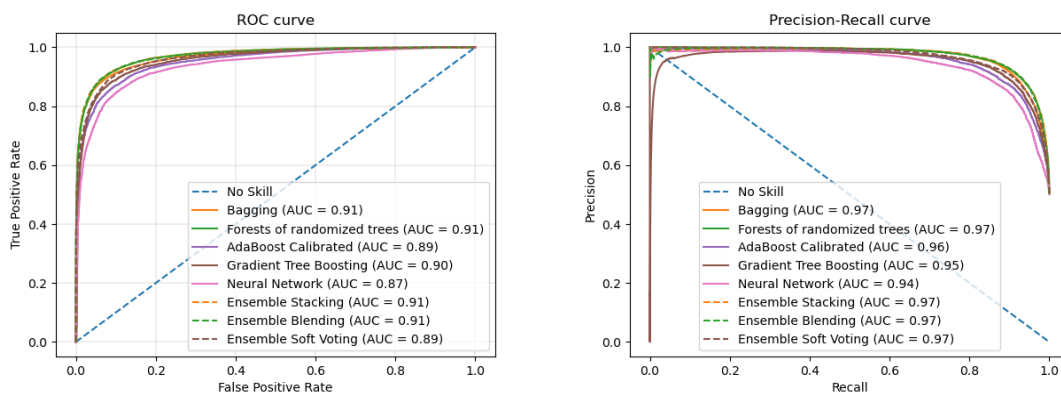 ROC curve
1.0
0.8
0.6
0.4
0.2
0.0
True Positive Rate
No Skill
Bagging (AUC = 0.91)
Forests of randomized trees (AUC = 0.91)
AdaBoost Calibrated (AUC = 0.89)
Gradient Tree Boosting (AUC = 0.90)
Neural Network (AUC = 0.87)
Ensemble Stacking (AUC = 0.91)
Ensemble Blending (AUC = 0.91)
Ensemble Soft Voting (AUC = 0.89)
0.0 0.2 0.4 0.6 0.8 1.0
False Positive Rate
Precision-Recall curve
1.0
0.8
0.6
0.4
0.2
0.0
Precision
No Skill
Bagging (AUC = 0.97)
Forests of randomized trees (AUC = 0.97)
AdaBoost Calibrated (AUC = 0.96)
Gradient Tree Boosting (AUC = 0.95)
Neural Network (AUC = 0.94)
Ensemble Stacking (AUC = 0.97)
Ensemble Blending (AUC = 0.97)
Ensemble Soft Voting (AUC = 0.97)
0.0 0.2 0.4 0.6 0.8 1.0
Recall